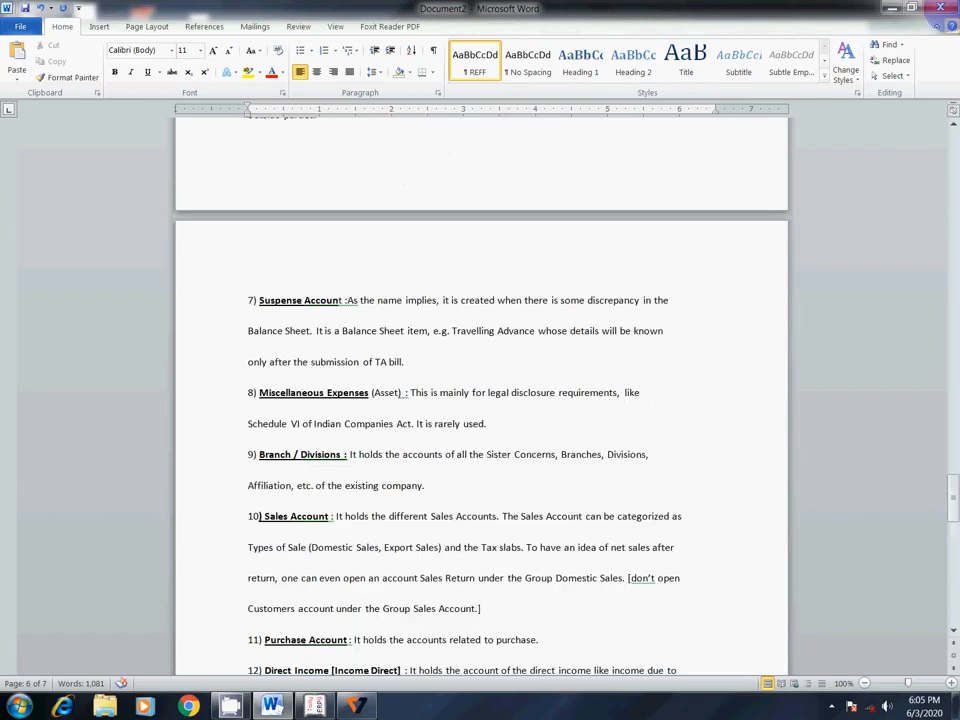 Document2 - Microsoft Word
File Home Insert Page Layout References Mailings Review View Foxit Reader PDF
Paste
Cut
Copy
Format Painter
Clipboard
Calibri (Body) 11
Font
Paragraph
AaBbCcDd AaBbCcDd AaBbCc AaBbCc AaB AaBbCcI AaBbCcDd
¶ REFF ¶ No Spacing Heading 1 Heading 2 Title Subtitle Subtle Emp...
Styles
Change
Styles
Find
Replace
Select
Editing
7) Suspense Account :As the name implies, it is created when there is some discrepancy in the
Balance Sheet. It is a Balance Sheet item, e.g. Travelling Advance whose details will be known
only after the submission of TA bill.
8) Miscellaneous Expenses (Asset) : This is mainly for legal disclosure requirements, like
Schedule VI of Indian Companies Act. It is rarely used.
9) Branch / Divisions : It holds the accounts of all the Sister Concerns, Branches, Divisions,
Affiliation, etc. of the existing company.
10) Sales Account : It holds the different Sales Accounts. The Sales Account can be categorized as
Types of Sale (Domestic Sales, Export Sales) and the Tax slabs. To have an idea of net sales after
return, one can even open an account Sales Return under the Group Domestic Sales. [don't open
Customers account under the Group Sales Account.]
11) Purchase Account : It holds the accounts related to purchase.
12) Direct Income [Income Direct] : It holds the account of the direct income like income due to
Page: 6 of 7 Words: 1,081 100%
6:05 PM
6/3/2020